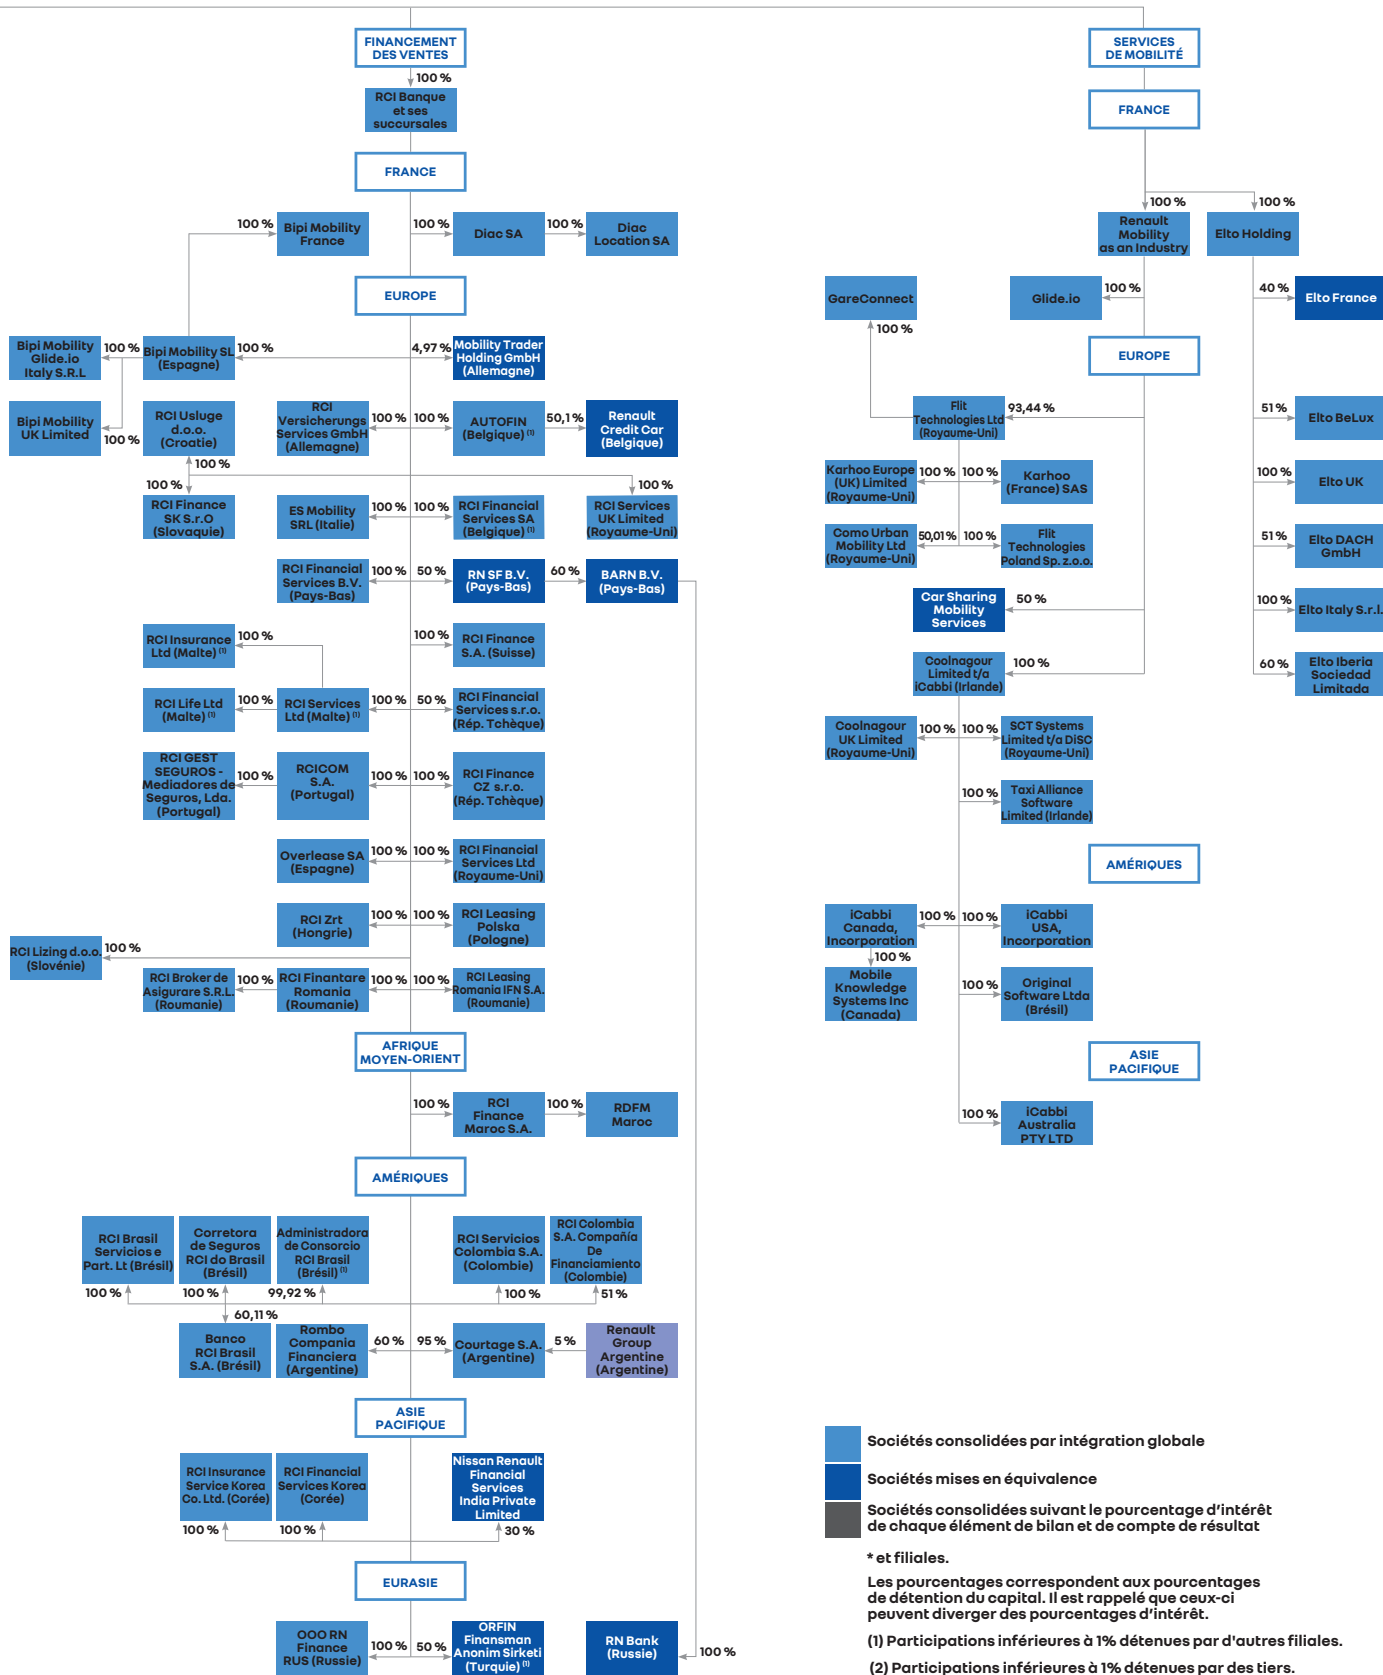 FINANCEMENT
DES VENTES
100 %
RCI Banque
et ses
succursales
FRANCE
100 %
Bipi Mobility
France
100 %
Diac SA
100 %
Diac
Location SA
EUROPE
Bipi Mobility
Glide.io
Italy S.R.L
100 %
Bipi Mobility SL
(Espagne)
100 %
4,97 %
Mobility Trader
Holding GmbH
(Allemagne)
Bipi Mobility
UK Limited
100 %
RCI Usluge
d.o.o.
(Croatie)
RCI
Versicherungs
Services GmbH
(Allemagne)
100 %
100 %
AUTOFIN
(Belgique) (1)
50,1 %
Renault
Credit Car
(Belgique)
100 %
100 %
100 %
RCI Finance
SK S.r.O
(Slovaquie)
ES Mobility
SRL (Italie)
100 %
100 %
RCI Financial
Services SA
(Belgique) (1)
RCI Services
UK Limited
(Royaume-Uni)
RCI Financial
Services B.V.
(Pays-Bas)
100 %
50 %
RN SF B.V.
(Pays-Bas)
60 %
BARN B.V.
(Pays-Bas)
RCI Insurance
Ltd (Malte) (1)
100 %
100 %
RCI Finance
S.A. (Suisse)
RCI Life Ltd
(Malte) (1)
100 %
RCI Services
Ltd (Malte) (1)
100 %
50 %
RCI Financial
Services s.r.o.
(Rép. Tchèque)
RCI GEST
SEGUROS -
Mediadores de
Seguros, Lda.
(Portugal)
100 %
RCICOM
S.A.
(Portugal)
100 %
100 %
RCI Finance
CZ s.r.o.
(Rép. Tchèque)
Overlease SA
(Espagne)
100 %
100 %
RCI Financial
Services Ltd
(Royaume-Uni)
RCI Zrt
(Hongrie)
100 %
100 %
RCI Leasing
Polska
(Pologne)
RCI Lizing d.o.o.
(Slovénie)
100 %
RCI Broker de
Asigurare S.R.L.
(Roumanie)
100 %
RCI Finantare
Romania
(Roumanie)
100 %
100 %
RCI Leasing
Romania IFN S.A.
(Roumanie)
AFRIQUE
MOYEN-ORIENT
100 %
RCI
Finance
Maroc S.A.
100 %
RDFM
Maroc
AMÉRIQUES
RCI Brasil
Servicios e
Part. Lt (Brésil)
Corretora
de Seguros
RCI do Brasil
(Brésil)
Administradora
de Consorcio
RCI Brasil
(Brésil) (1)
RCI Servicios
Colombia S.A.
(Colombie)
RCI Colombia
S.A. Compañía
De
Financiamiento
(Colombie)
100 %
100 %
99,92 %
100 %
51 %
60,11 %
Banco
RCI Brasil
S.A. (Brésil)
Rombo
Compania
Financiera
(Argentine)
60 %
95 %
Courtage S.A.
(Argentine)
5 %
Renault
Group
Argentine
(Argentine)
ASIE
PACIFIQUE
RCI Insurance
Service Korea
Co. Ltd. (Corée)
RCI Financial
Services Korea
(Corée)
Nissan Renault
Financial
Services
India Private
Limited
100 %
100 %
30 %
EURASIE
OOO RN
Finance
RUS (Russie)
100 %
50 %
ORFIN
Finansman
Anonim Sirketi
(Turquie) (1)
RN Bank
(Russie)
100 %
SERVICES
DE MOBILITÉ
FRANCE
100 %
100 %
Renault
Mobility
as an Industry
Elto Holding
GareConnect
100 %
Glide.io
100 %
40 %
Elto France
EUROPE
Flit
Technologies Ltd
(Royaume-Uni)
93,44 %
51 %
Elto BeLux
Karhoo Europe
(UK) Limited
(Royaume-Uni)
100 %
100 %
Karhoo
(France) SAS
100 %
Elto UK
Como Urban
Mobility Ltd
(Royaume-Uni)
50,01 %
100 %
Flit
Technologies
Poland Sp. z.o.o.
51 %
Elto DACH
GmbH
Car Sharing
Mobility
Services
50 %
100 %
Elto Italy S.r.l.
Coolnagour
Limited t/a
iCabbi (Irlande)
100 %
60 %
Elto Iberia
Sociedad
Limitada
Coolnagour
UK Limited
(Royaume-Uni)
100 %
100 %
SCT Systems
Limited t/a DiSC
(Royaume-Uni)
100 %
Taxi Alliance
Software
Limited (Irlande)
AMÉRIQUES
iCabbi
Canada,
Incorporation
100 %
100 %
iCabbi
USA,
Incorporation
100 %
Mobile
Knowledge
Systems Inc
(Canada)
100 %
Original
Software Ltda
(Brésil)
ASIE
PACIFIQUE
100 %
iCabbi
Australia
PTY LTD
Sociétés consolidées par intégration globale
Sociétés mises en équivalence
Sociétés consolidées suivant le pourcentage d'intérêt
de chaque élément de bilan et de compte de résultat
* et filiales.
Les pourcentages correspondent aux pourcentages
de détention du capital. Il est rappelé que ceux-ci
peuvent diverger des pourcentages d'intérêt.
(1) Participations inférieures à 1% détenues par d'autres filiales.
(2) Participations inférieures à 1% détenues par des tiers.